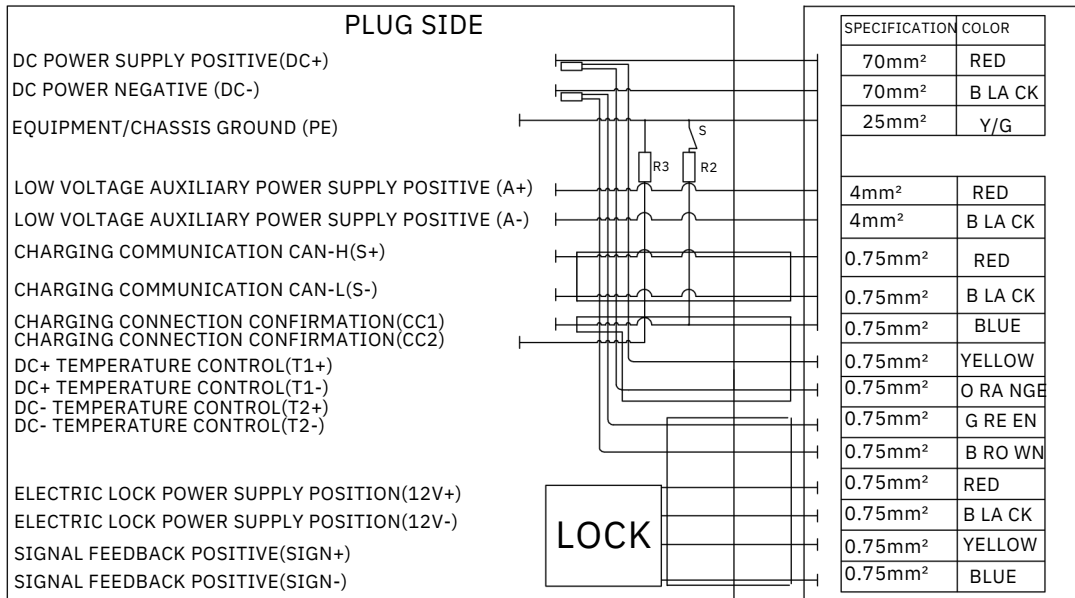 PLUG SIDE
SPECIFICATION COLOR
DC POWER SUPPLY POSITIVE(DC+) 70mm² RED
DC POWER NEGATIVE (DC-) 70mm² B LA CK
EQUIPMENT/CHASSIS GROUND (PE) 25mm² Y/G
S
R3 R2
LOW VOLTAGE AUXILIARY POWER SUPPLY POSITIVE (A+) 4mm² RED
LOW VOLTAGE AUXILIARY POWER SUPPLY POSITIVE (A-) 4mm² B LA CK
CHARGING COMMUNICATION CAN-H(S+) 0.75mm² RED
CHARGING COMMUNICATION CAN-L(S-) 0.75mm² B LA CK
CHARGING CONNECTION CONFIRMATION(CC1) 0.75mm² BLUE
CHARGING CONNECTION CONFIRMATION(CC2)
DC+ TEMPERATURE CONTROL(T1+) 0.75mm² YELLOW
DC+ TEMPERATURE CONTROL(T1-) 0.75mm² O RA NGE
DC- TEMPERATURE CONTROL(T2+) 0.75mm² G RE EN
DC- TEMPERATURE CONTROL(T2-) 0.75mm² B RO WN
ELECTRIC LOCK POWER SUPPLY POSITION(12V+) 0.75mm² RED
ELECTRIC LOCK POWER SUPPLY POSITION(12V-) 0.75mm² B LA CK
LOCK
SIGNAL FEEDBACK POSITIVE(SIGN+) 0.75mm² YELLOW
SIGNAL FEEDBACK POSITIVE(SIGN-) 0.75mm² BLUE